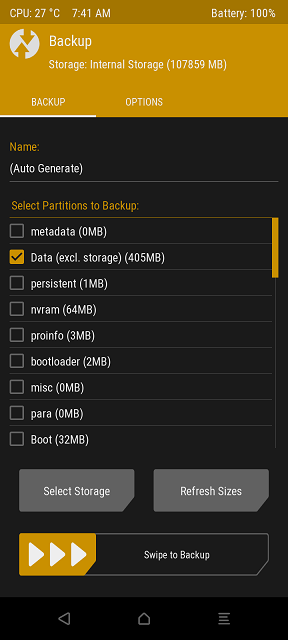 CPU: 27 °C 7:41 AM Battery: 100%
Backup
Storage: Internal Storage (107859 MB)
BACKUP OPTIONS
Name:
(Auto Generate)
Select Partitions to Backup:
metadata (0MB)
Data (excl. storage) (405MB)
persistent (1MB)
nvram (64MB)
proinfo (3MB)
bootloader (2MB)
misc (0MB)
para (0MB)
Boot (32MB)
Select Storage Refresh Sizes
Swipe to Backup